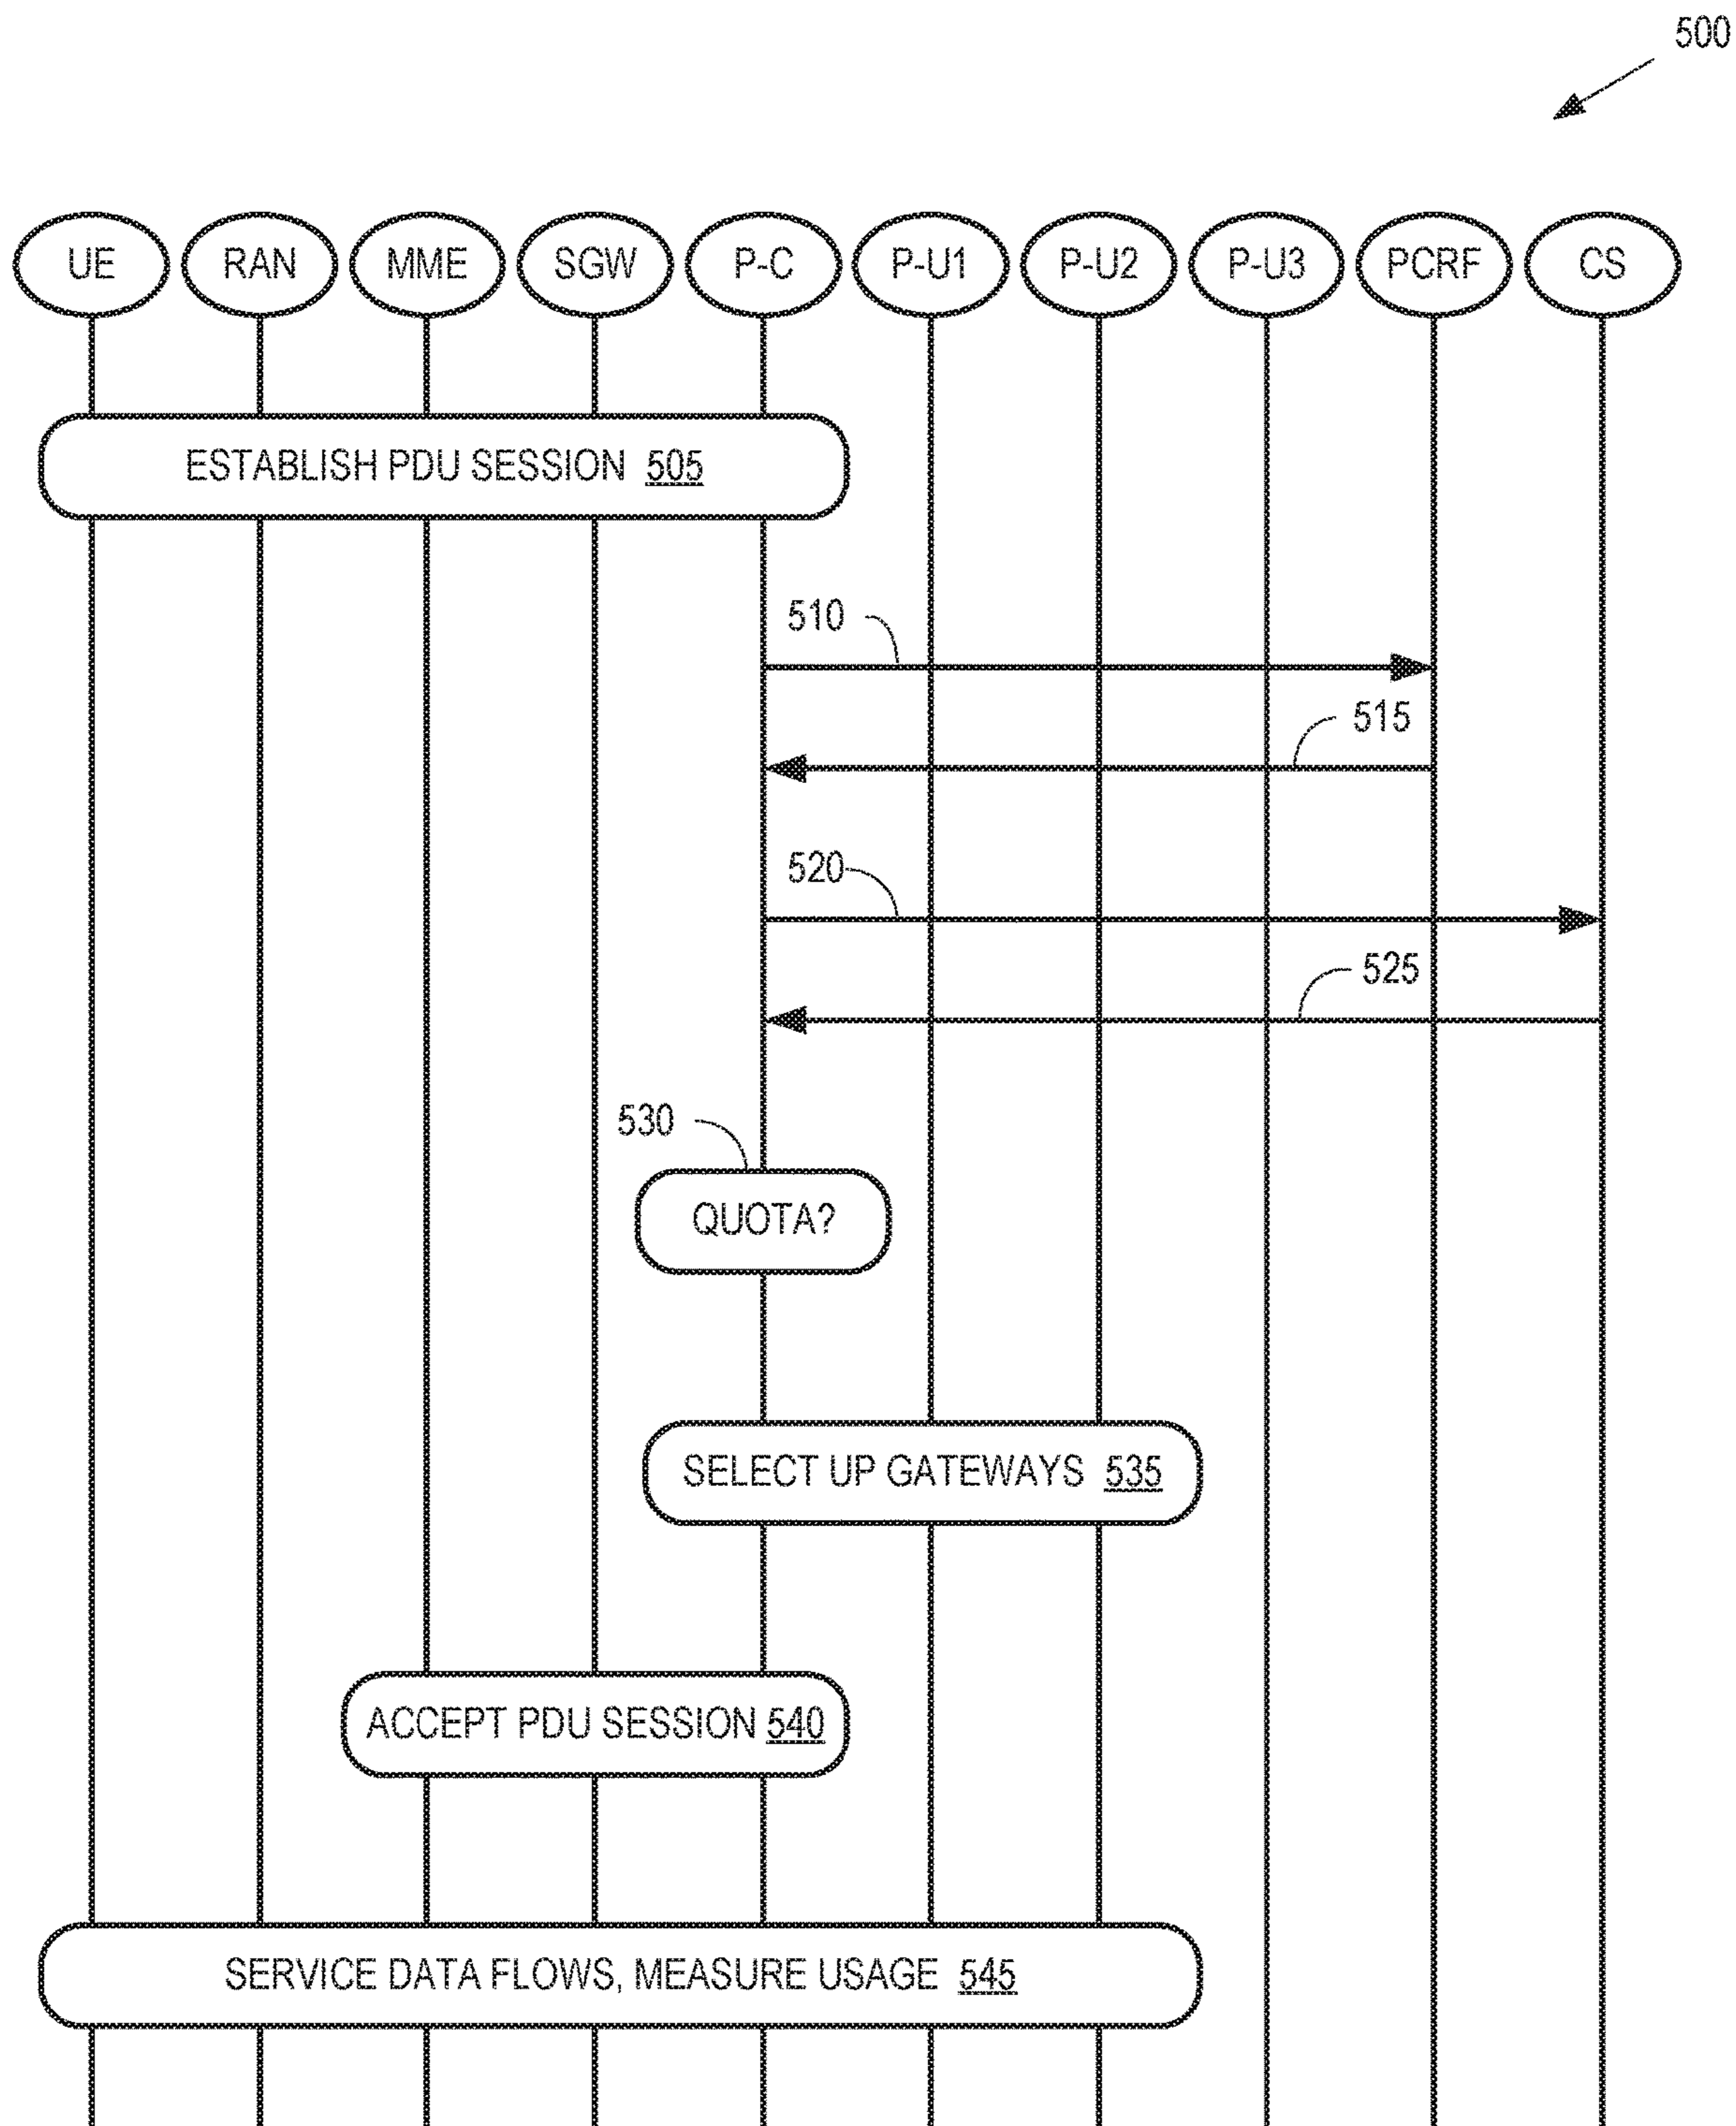 500
UE RAN MME SGW P-C P-U1 P-U2 P-U3 PCRF CS
ESTABLISH PDU SESSION 505
510
515
520
525
530
QUOTA?
SELECT UP GATEWAYS 535
ACCEPT PDU SESSION 540
SERVICE DATA FLOWS, MEASURE USAGE 545